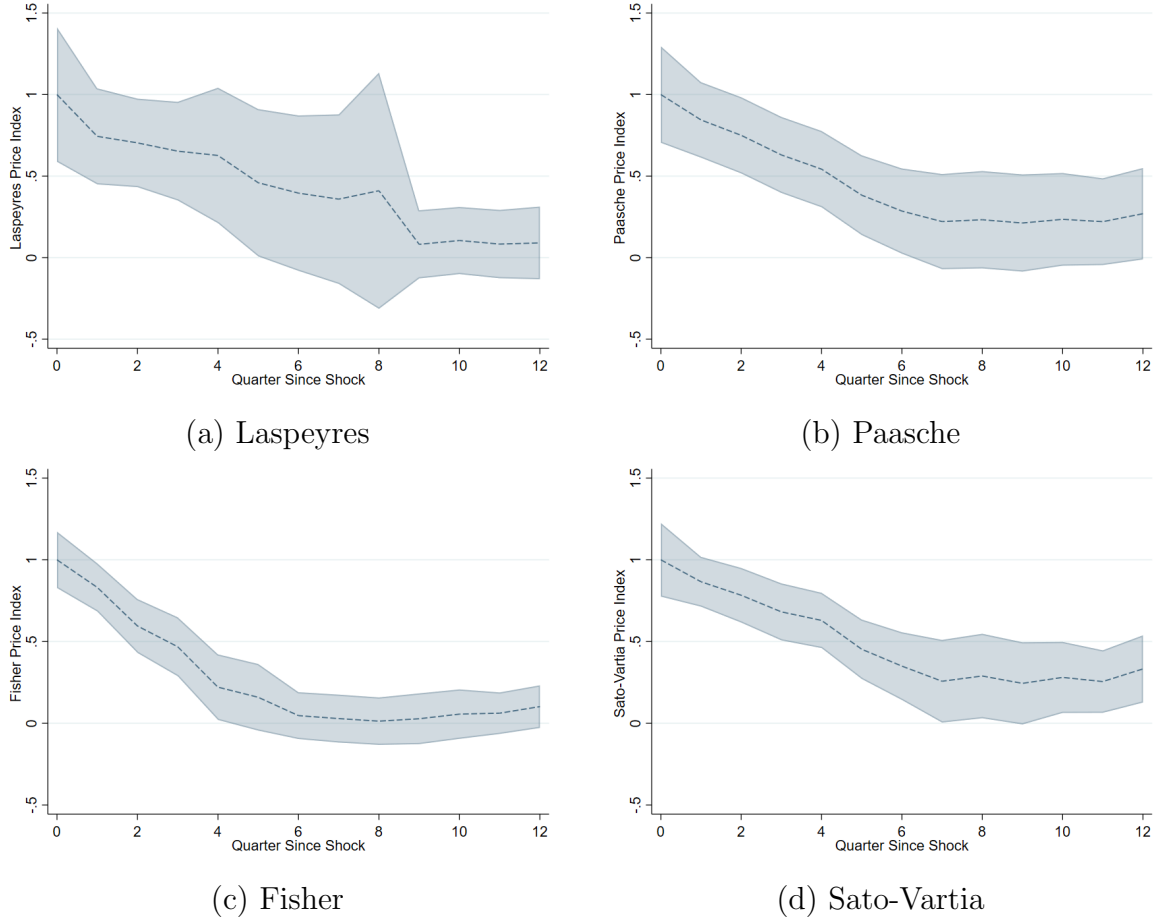 Laspeyres Price Index
1.5
1
.5
0
-.5
0 2 4 6 8 10 12
Quarter Since Shock
(a) Laspeyres
Paasche Price Index
1.5
1
.5
0
-.5
0 2 4 6 8 10 12
Quarter Since Shock
(b) Paasche
Fisher Price Index
1.5
1
.5
0
-.5
0 2 4 6 8 10 12
Quarter Since Shock
(c) Fisher
Sato-Vartia Price Index
1.5
1
.5
0
-.5
0 2 4 6 8 10 12
Quarter Since Shock
(d) Sato-Vartia